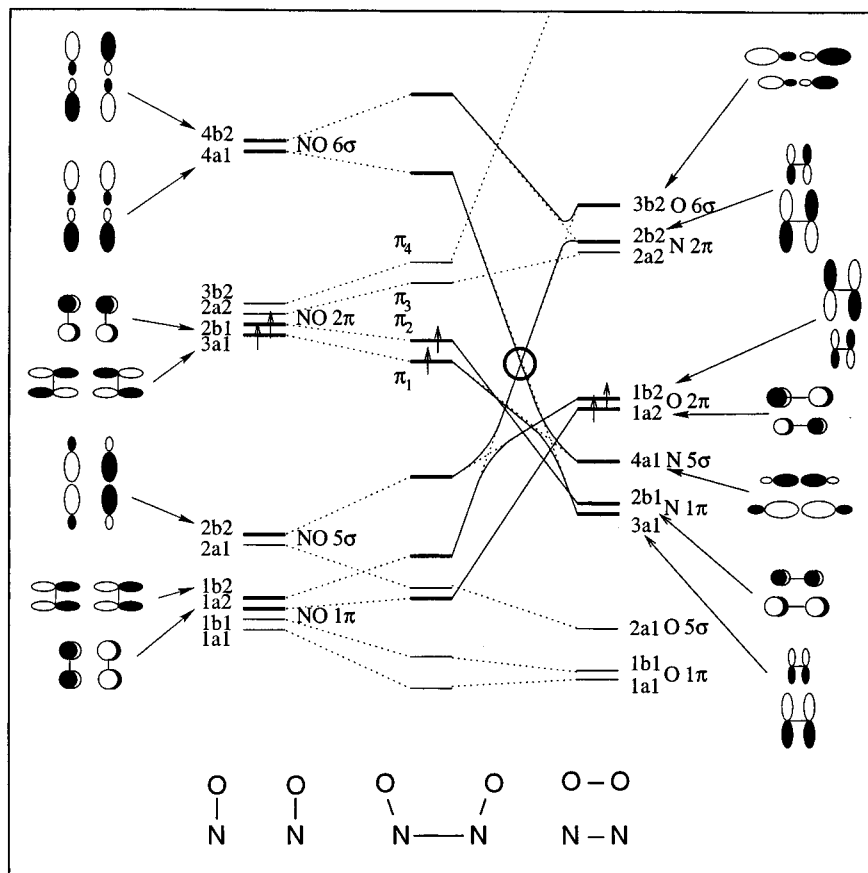 4b2
4a1 NO 6σ
3b2 O 6σ
2b2 N 2π
2a2
π4
π3
π2
π1
3b2
2a2 NO 2π
2b1
3a1
1b2 O 2π
1a2
4a1 N 5σ
2b1 N 1π
3a1
2b2 NO 5σ
2a1
1b2
1a2 NO 1π
1b1
1a1
2a1 O 5σ
1b1 O 1π
1a1
O O O O O – O
N N N N N – N